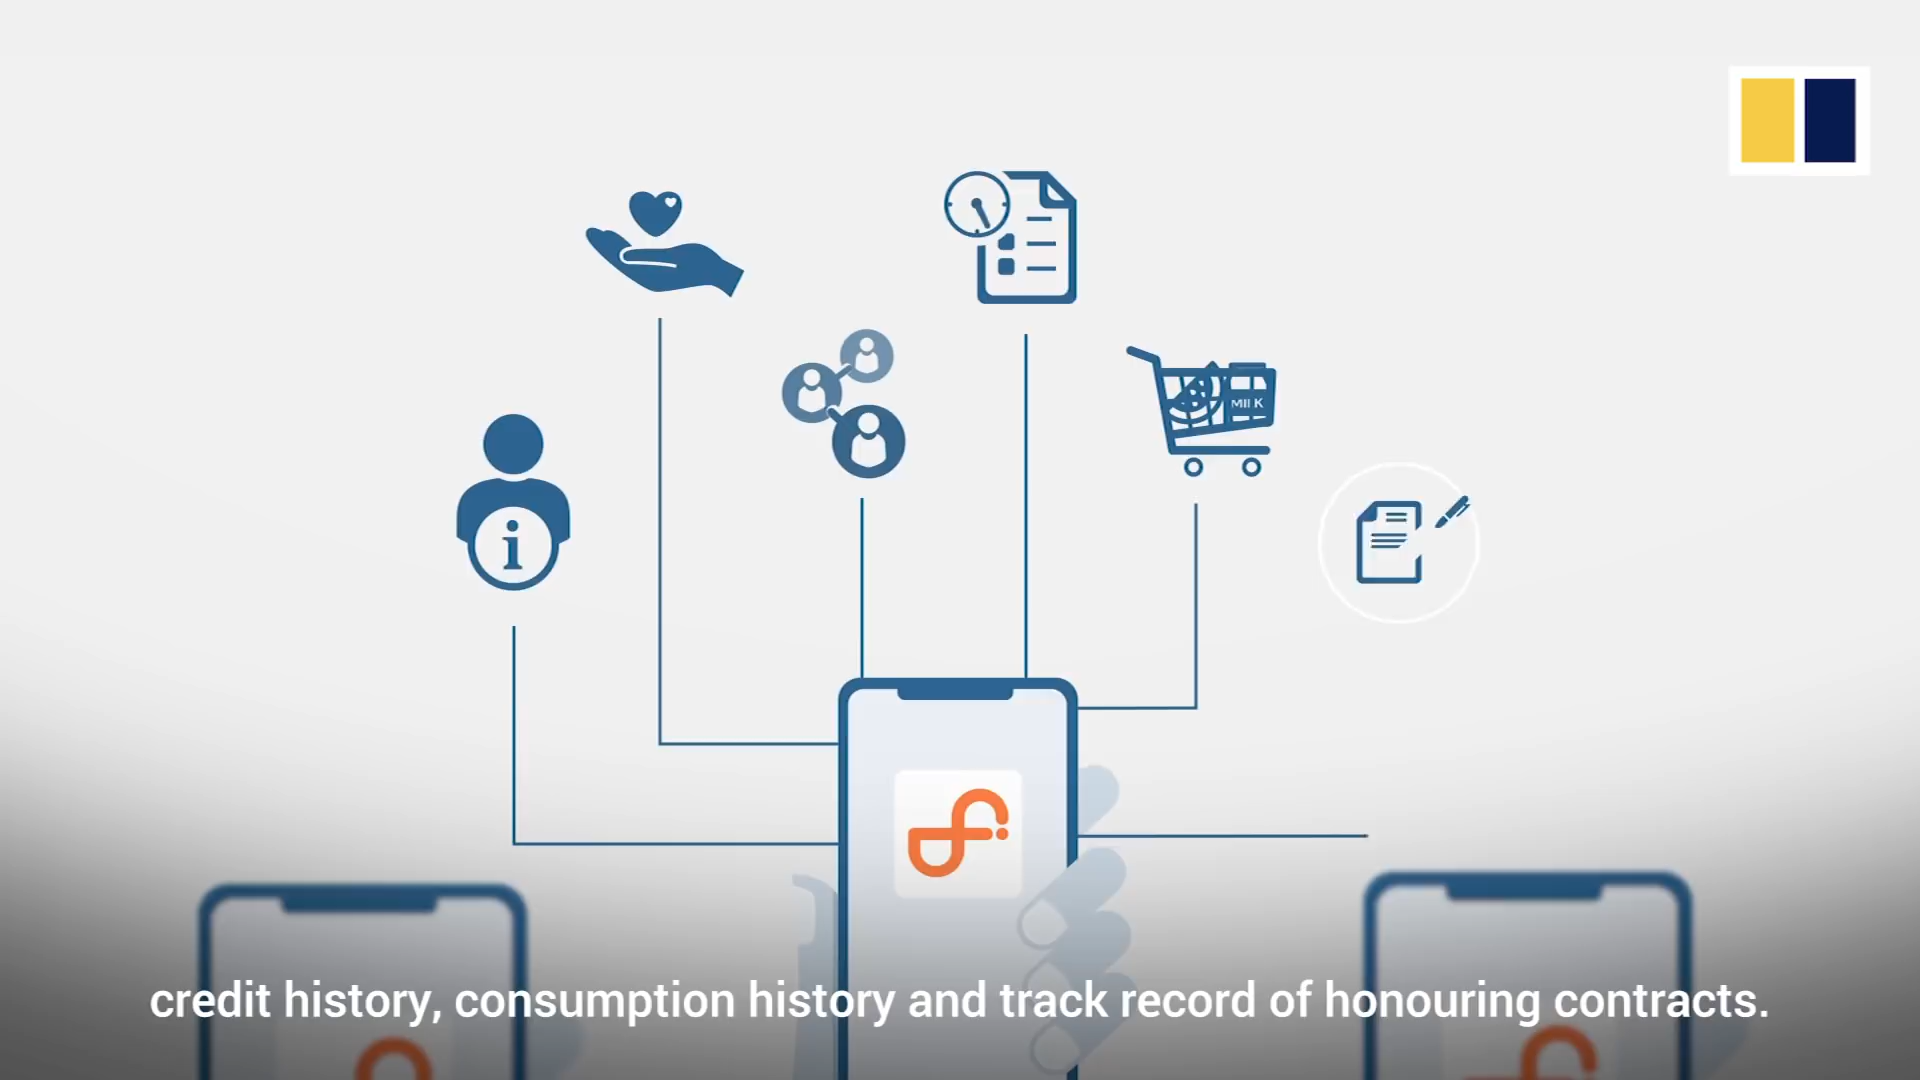 i
MILK
credit history, consumption history and track record of honouring contracts.